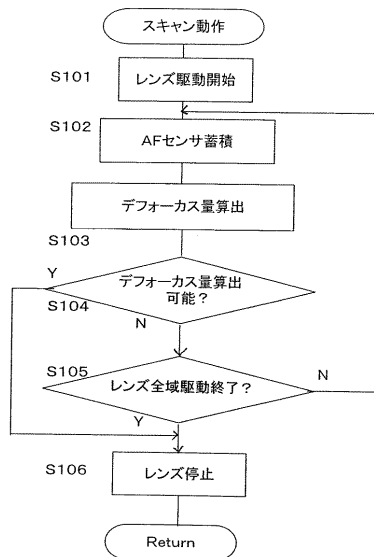 スキャン動作
S101
レンズ駆動開始
S102
AFセンサ蓄積
デフォーカス量算出
S103
Y
デフォーカス量算出
可能？
S104
N
S105
レンズ全域駆動終了？
N
Y
S106
レンズ停止
Return